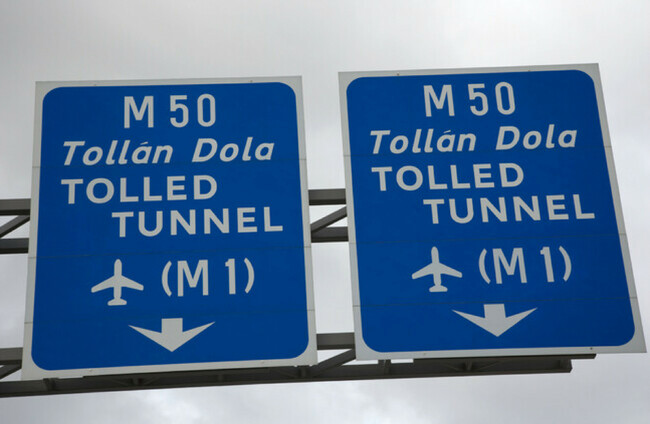 M 50
Tollán Dola
TOLLED
TUNNEL
(M 1)
M 50
Tollán Dola
TOLLED
TUNNEL
(M 1)